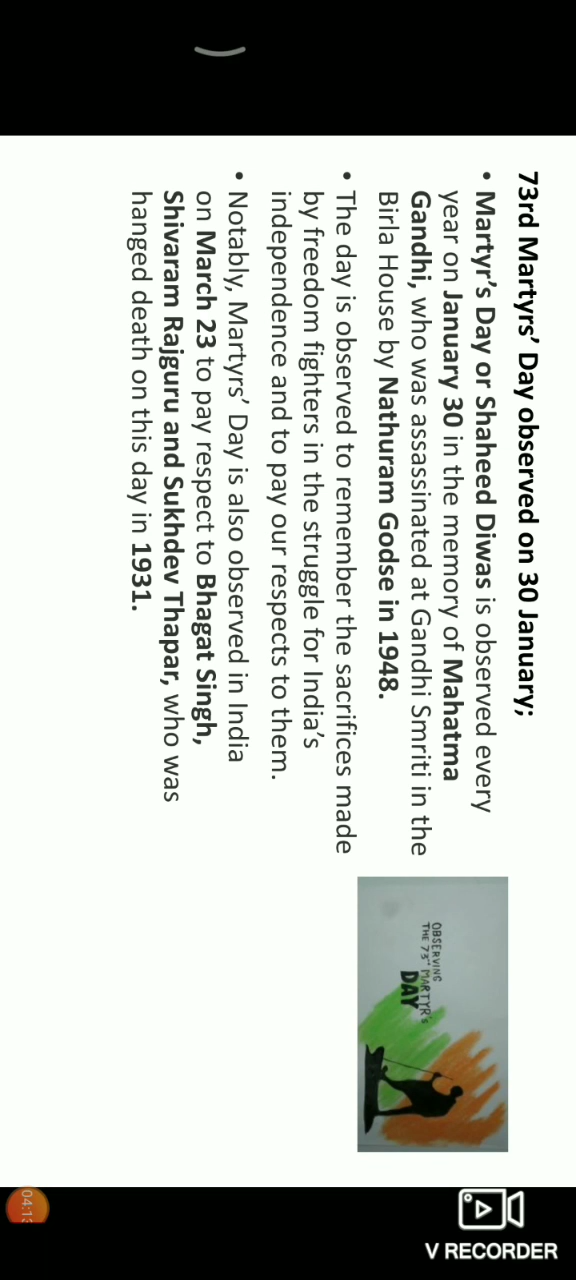 73rd Martyrs’ Day observed on 30 January;
• Martyr’s Day or Shaheed Diwas is observed every
year on January 30 in the memory of Mahatma
Gandhi, who was assassinated at Gandhi Smriti in the
Birla House by Nathuram Godse in 1948.
• The day is observed to remember the sacrifices made
by freedom fighters in the struggle for India’s
independence and to pay our respects to them.
• Notably, Martyrs’ Day is also observed in India
on March 23 to pay respect to Bhagat Singh,
Shivaram Rajguru and Sukhdev Thapar, who was
hanged death on this day in 1931.
OBSERVING
THE 73rd MARTYR's
DAY
V RECORDER